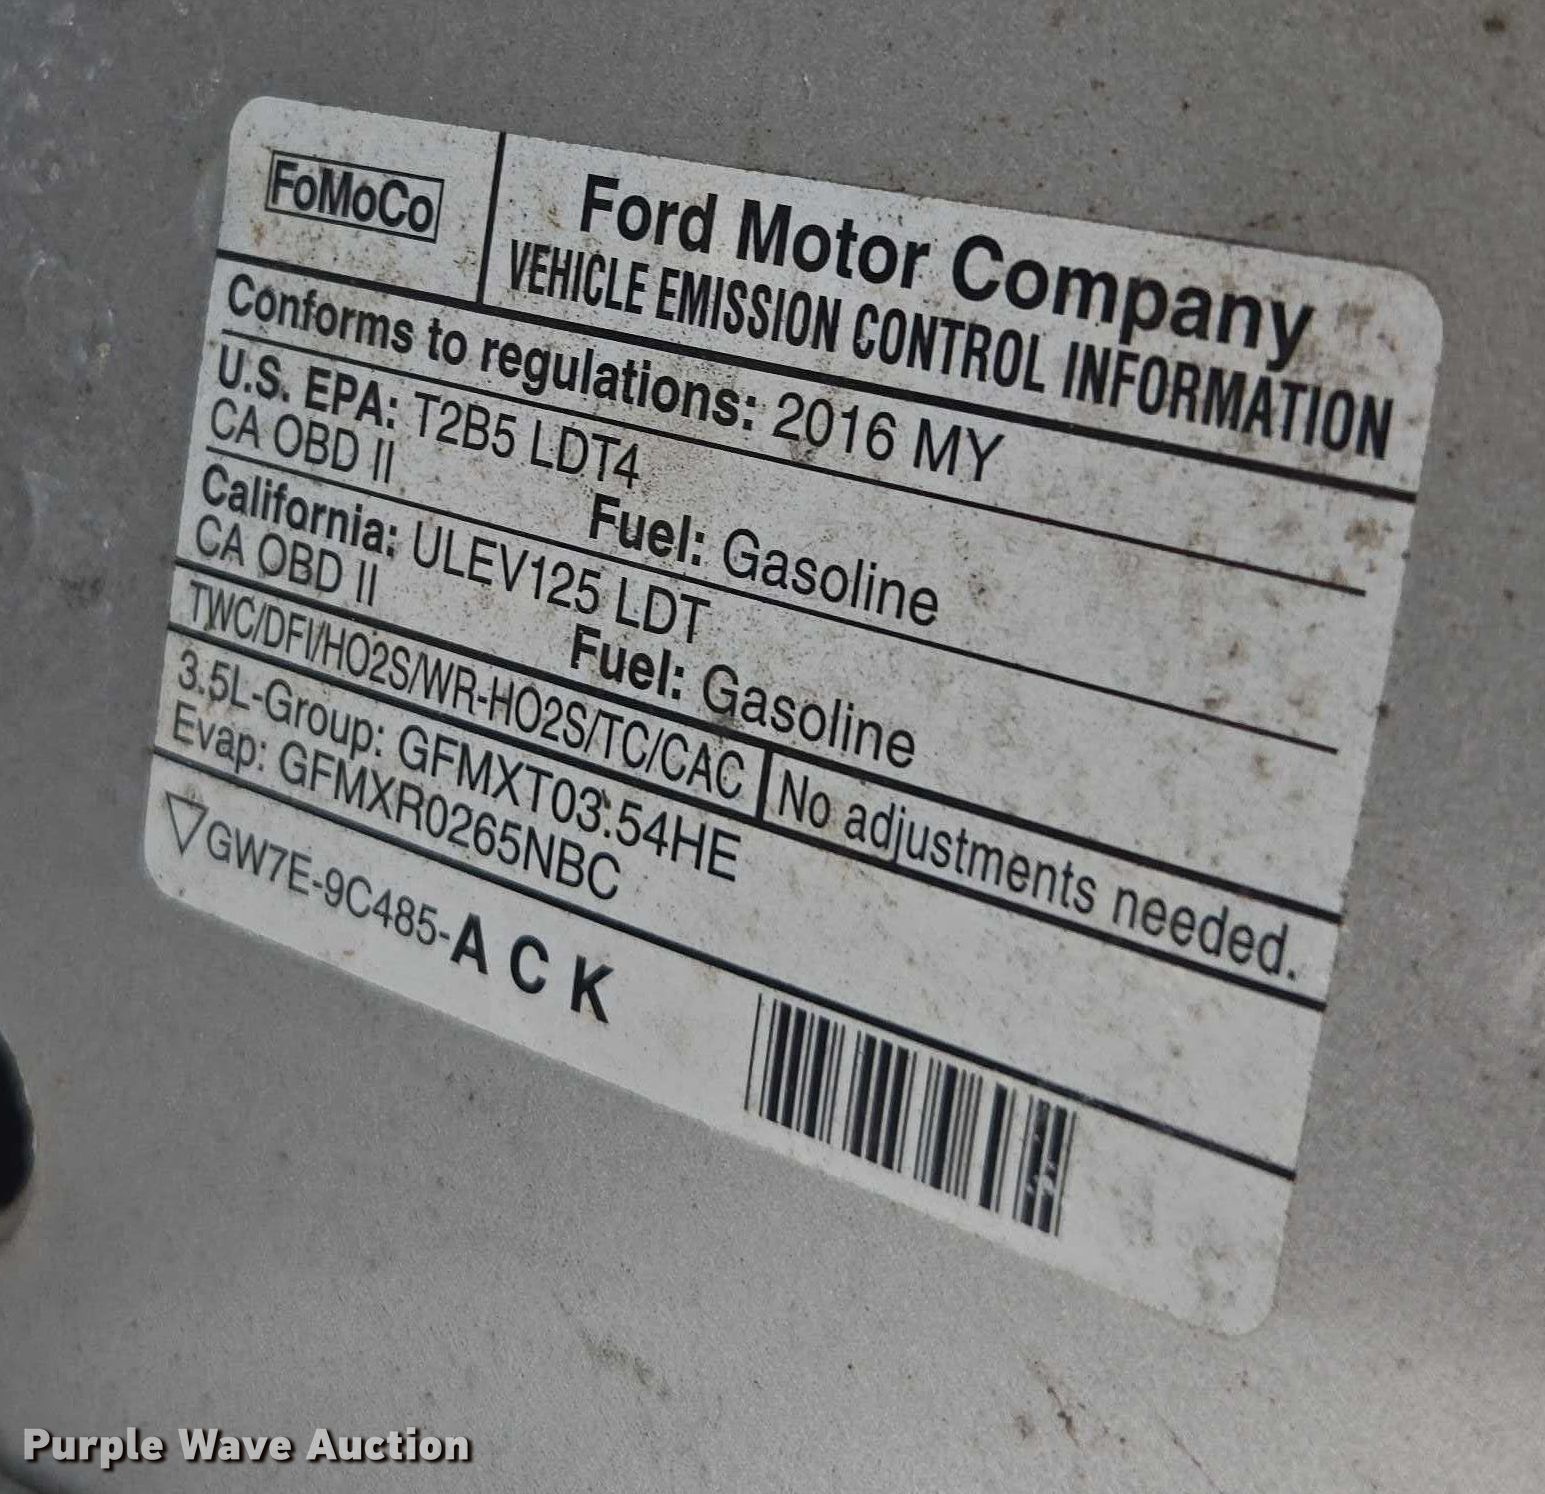 FoMoCo
Ford Motor Company
VEHICLE EMISSION CONTROL INFORMATION
Conforms to regulations: 2016 MY
U.S. EPA: T2B5 LDT4
CA OBD II Fuel: Gasoline
California: ULEV125 LDT
CA OBD II Fuel: Gasoline
TWC/DFI/HO2S/WR-HO2S/TC/CAC No adjustments needed.
3.5L-Group: GFMXT03.54HE
Evap: GFMXR0265NBC
GW7E-9C485-A C K
Purple Wave Auction